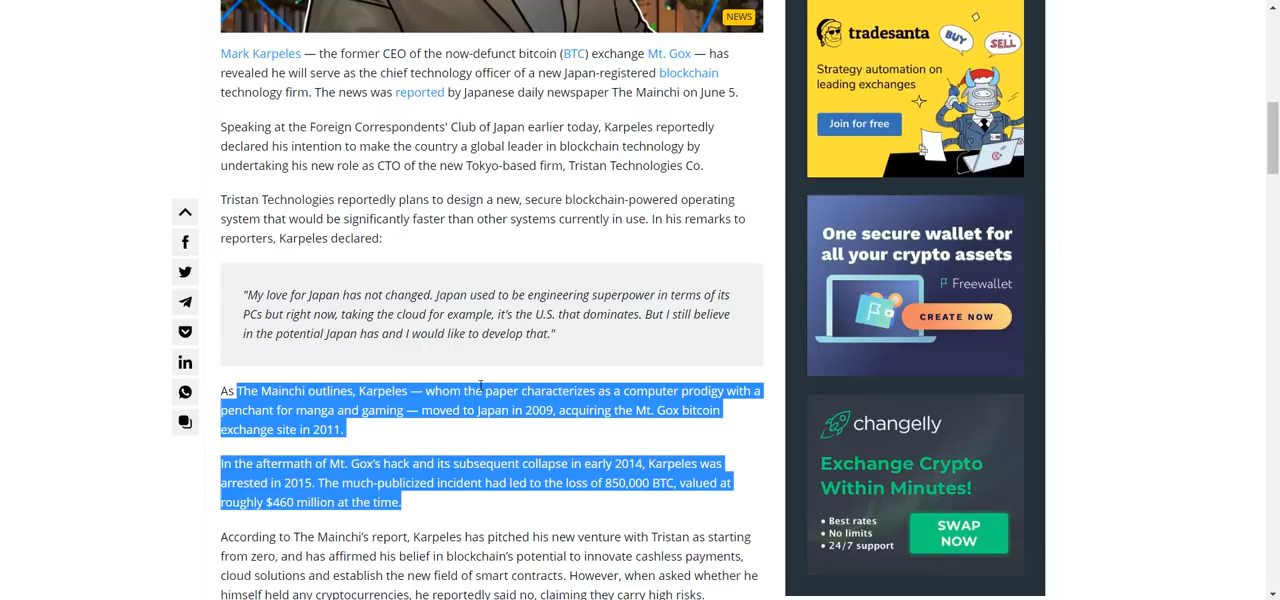 NEWS
Mark Karpeles — the former CEO of the now-defunct bitcoin (BTC) exchange Mt. Gox — has
revealed he will serve as the chief technology officer of a new Japan-registered blockchain
technology firm. The news was reported by Japanese daily newspaper The Mainchi on June 5.
Speaking at the Foreign Correspondents' Club of Japan earlier today, Karpeles reportedly
declared his intention to make the country a global leader in blockchain technology by
undertaking his new role as CTO of the new Tokyo-based firm, Tristan Technologies Co.
Tristan Technologies reportedly plans to design a new, secure blockchain-powered operating
system that would be significantly faster than other systems currently in use. In his remarks to
reporters, Karpeles declared:
"My love for Japan has not changed. Japan used to be engineering superpower in terms of its
PCs but right now, taking the cloud for example, it's the U.S. that dominates. But I still believe
in the potential Japan has and I would like to develop that."
As The Mainchi outlines, Karpeles — whom the paper characterizes as a computer prodigy with a
penchant for manga and gaming — moved to Japan in 2009, acquiring the Mt. Gox bitcoin
exchange site in 2011.
In the aftermath of Mt. Gox's hack and its subsequent collapse in early 2014, Karpeles was
arrested in 2015. The much-publicized incident had led to the loss of 850,000 BTC, valued at
roughly $460 million at the time.
According to The Mainchi's report, Karpeles has pitched his new venture with Tristan as starting
from zero, and has affirmed his belief in blockchain's potential to innovate cashless payments,
cloud solutions and establish the new field of smart contracts. However, when asked whether he
himself held any cryptocurrencies, he reportedly said no, claiming they carry high risks.
tradesanta
BUY
SELL
Strategy automation on
leading exchanges
Join for free
One secure wallet for
all your crypto assets
Freewallet
CREATE NOW
changelly
Exchange Crypto
Within Minutes!
• Best rates
• No limits
• 24/7 support
SWAP
NOW